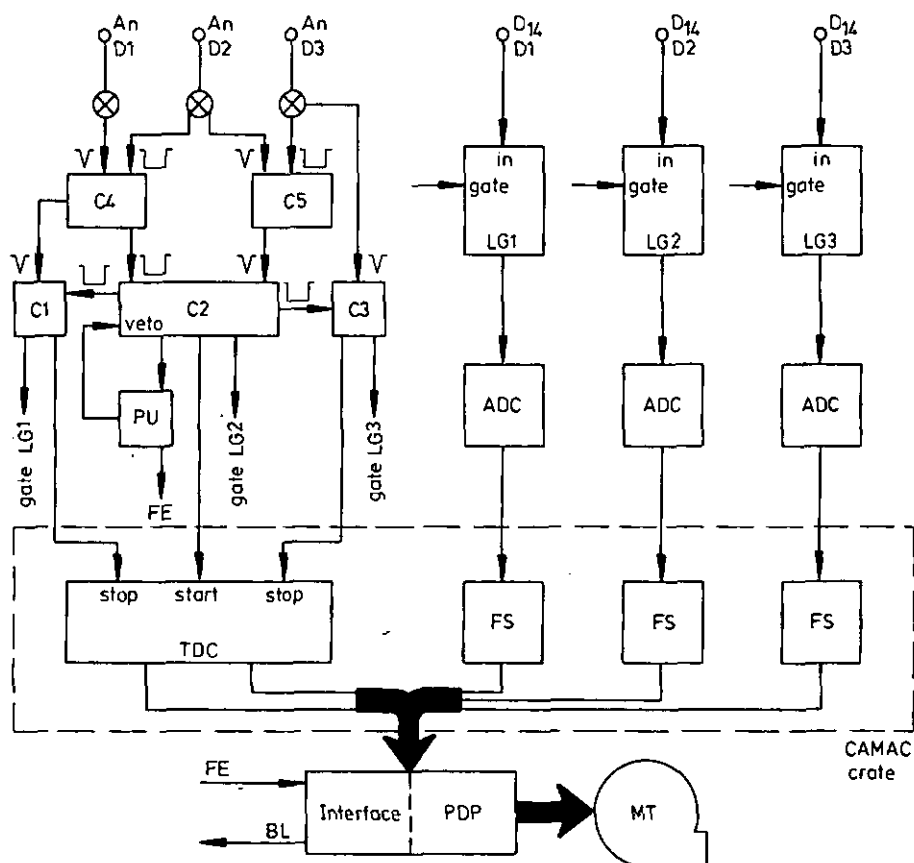 An An An D14 D14 D14
D1 D2 D3 D1 D2 D3
C4 C5
in in in
gate gate gate
LG1 LG2 LG3
C1 C2 C3
veto
PU
ADC ADC ADC
gate LG1
gate LG2
gate LG3
FE
stop start stop
TDC
FS FS FS
CAMAC
crate
FE
Interface PDP MT
BL